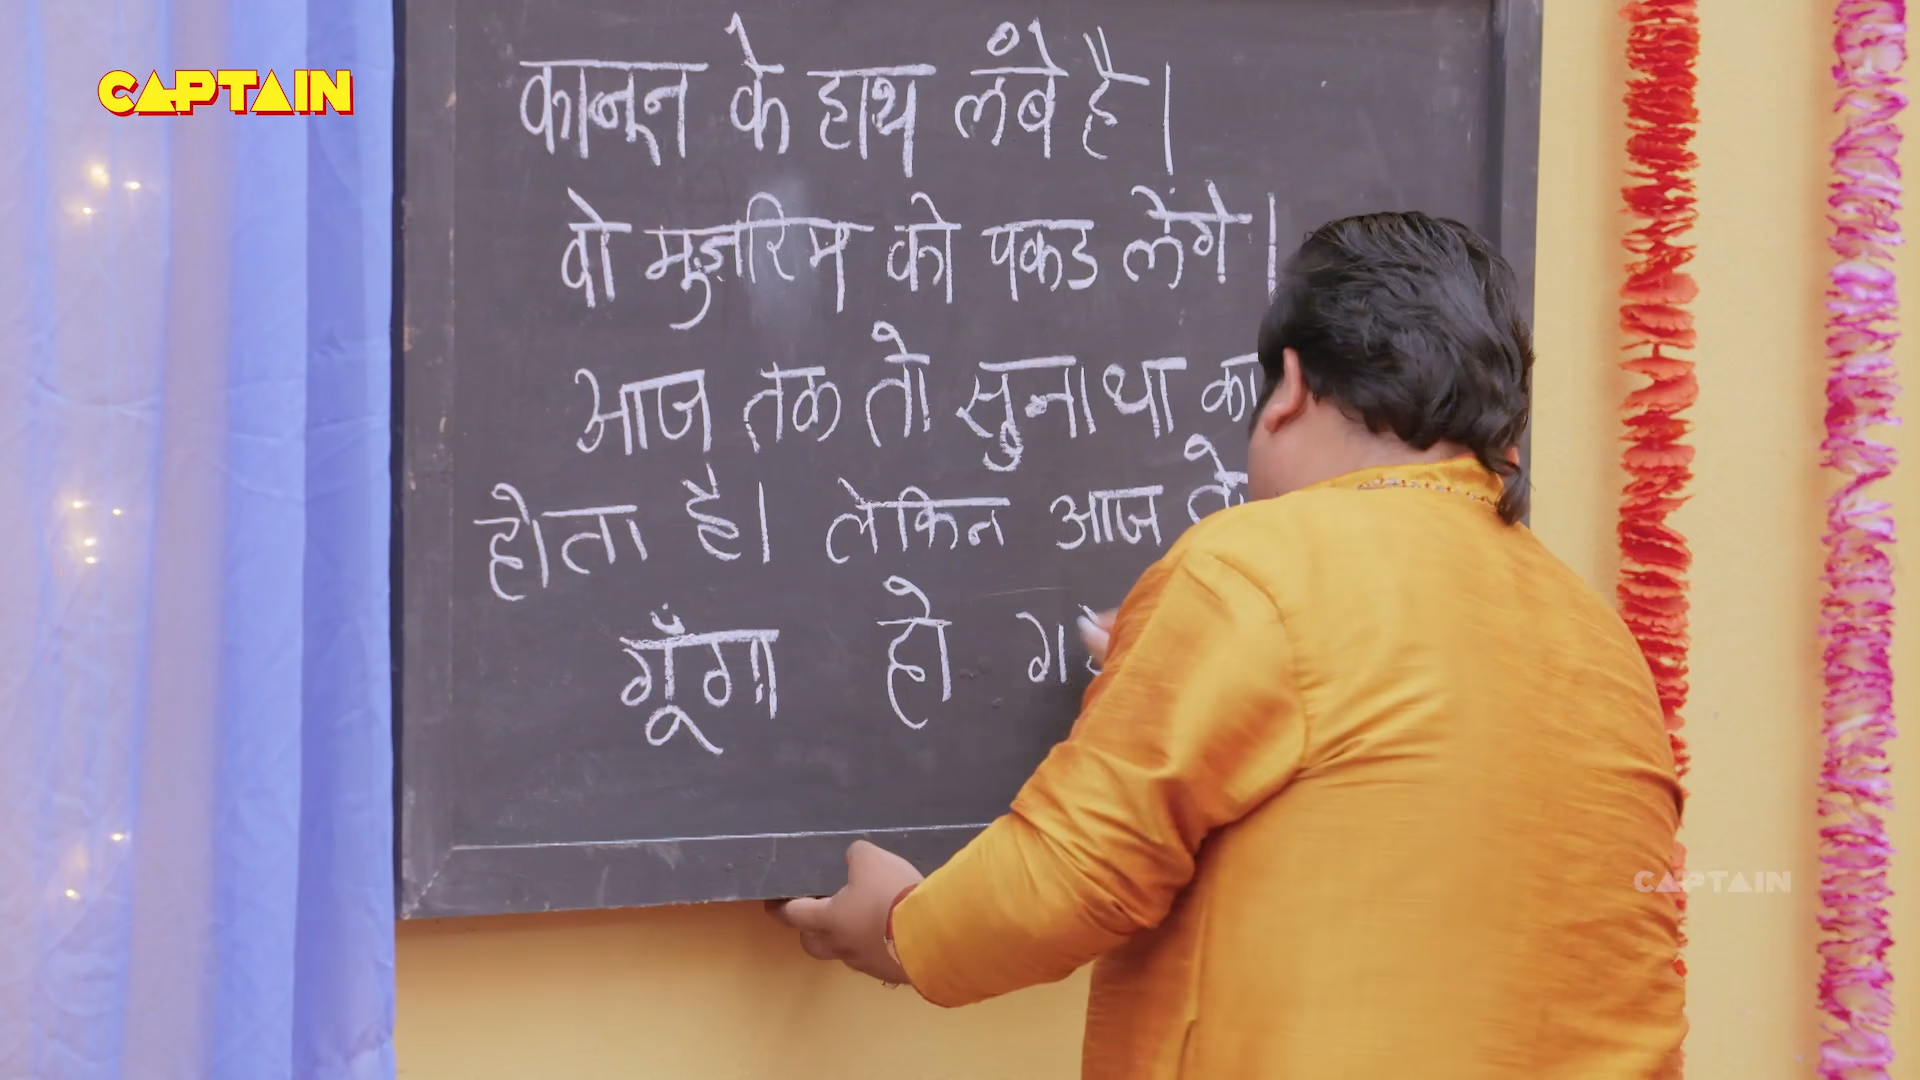 CAPTAIN
कानून के हाथ लंबे है।
वो मुजरिम को पकड लेंगे।
आज तक तो सुना था का
होता है। लेकिन आज तो
गूँगा हो
CAPTAIN